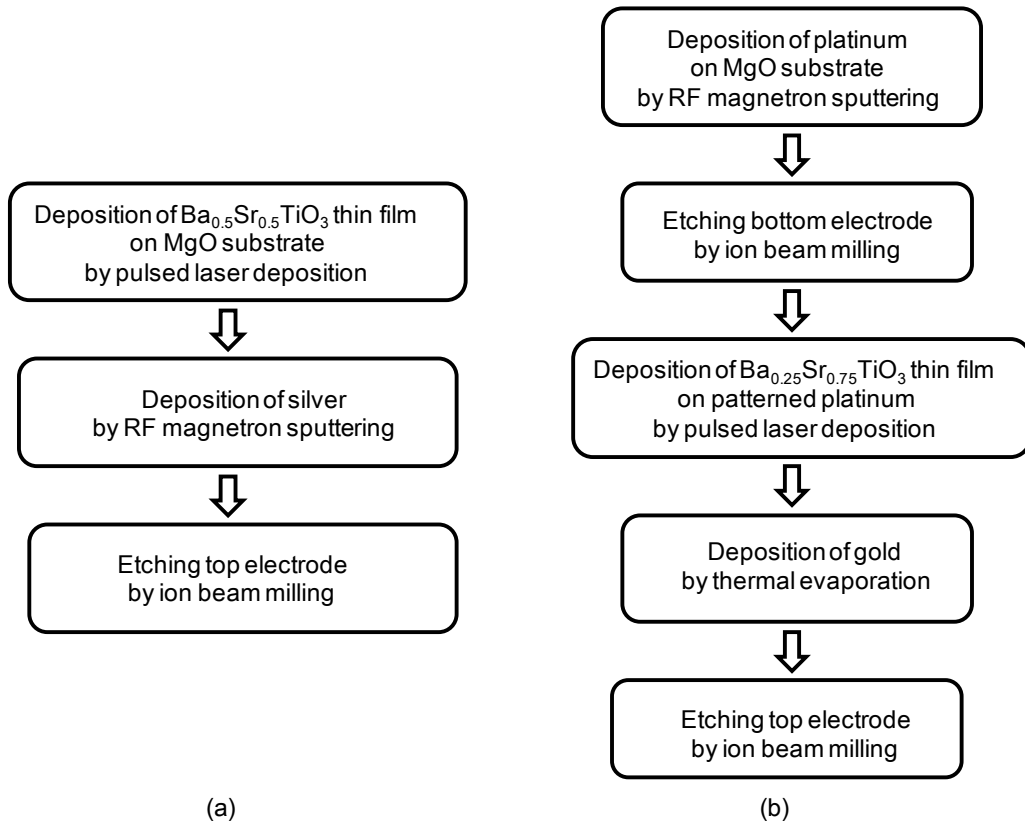 Deposition of Ba0.5Sr0.5TiO3 thin film
on MgO substrate
by pulsed laser deposition
Deposition of silver
by RF magnetron sputtering
Etching top electrode
by ion beam milling
(a)
Deposition of platinum
on MgO substrate
by RF magnetron sputtering
Etching bottom electrode
by ion beam milling
Deposition of Ba0.25Sr0.75TiO3 thin film
on patterned platinum
by pulsed laser deposition
Deposition of gold
by thermal evaporation
Etching top electrode
by ion beam milling
(b)